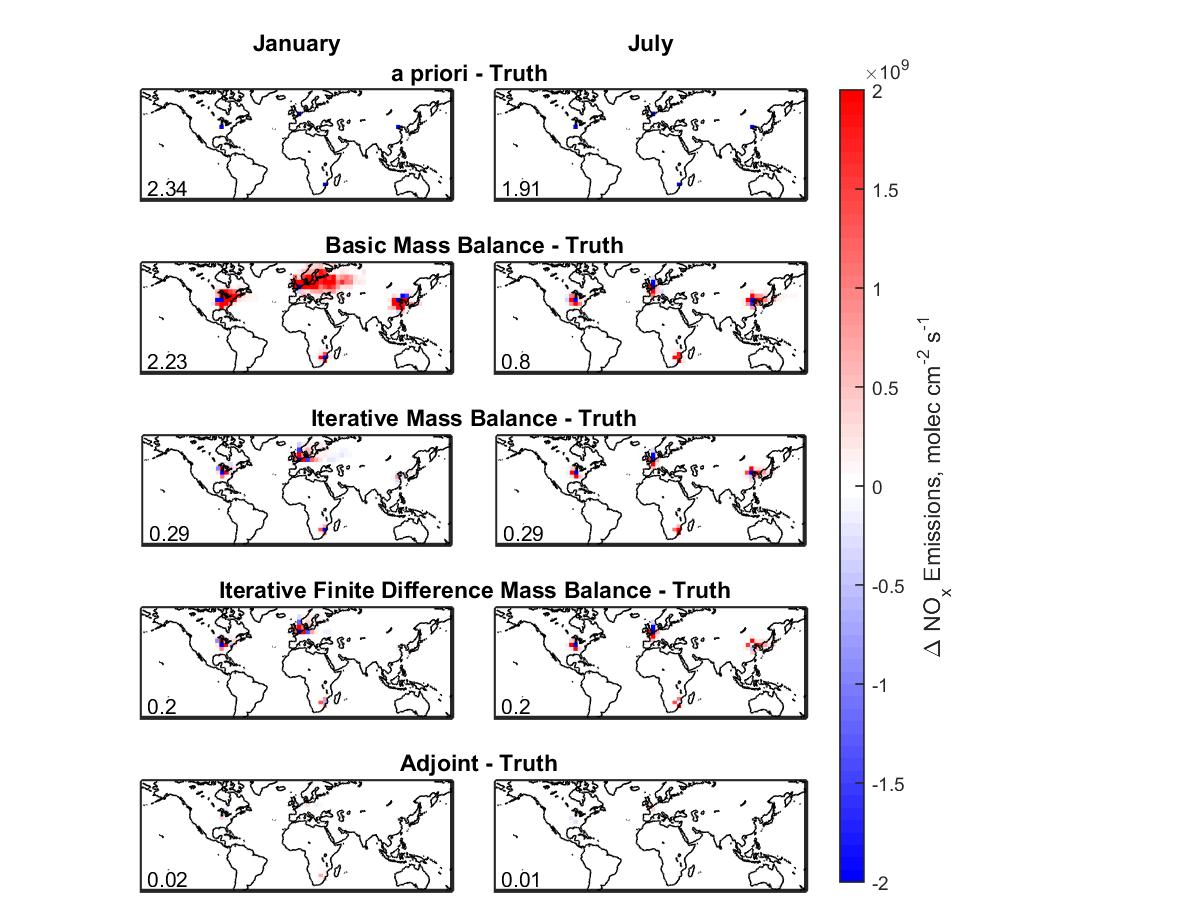 January July
a priori - Truth
2.34 1.91
Basic Mass Balance - Truth
2.23 0.8
Iterative Mass Balance - Truth
0.29 0.29
Iterative Finite Difference Mass Balance - Truth
0.2 0.2
Adjoint - Truth
0.02 0.01
×10⁹
2
1.5
1
0.5
0
-0.5
-1
-1.5
-2
Δ NOₓ Emissions, molec cm⁻² s⁻¹